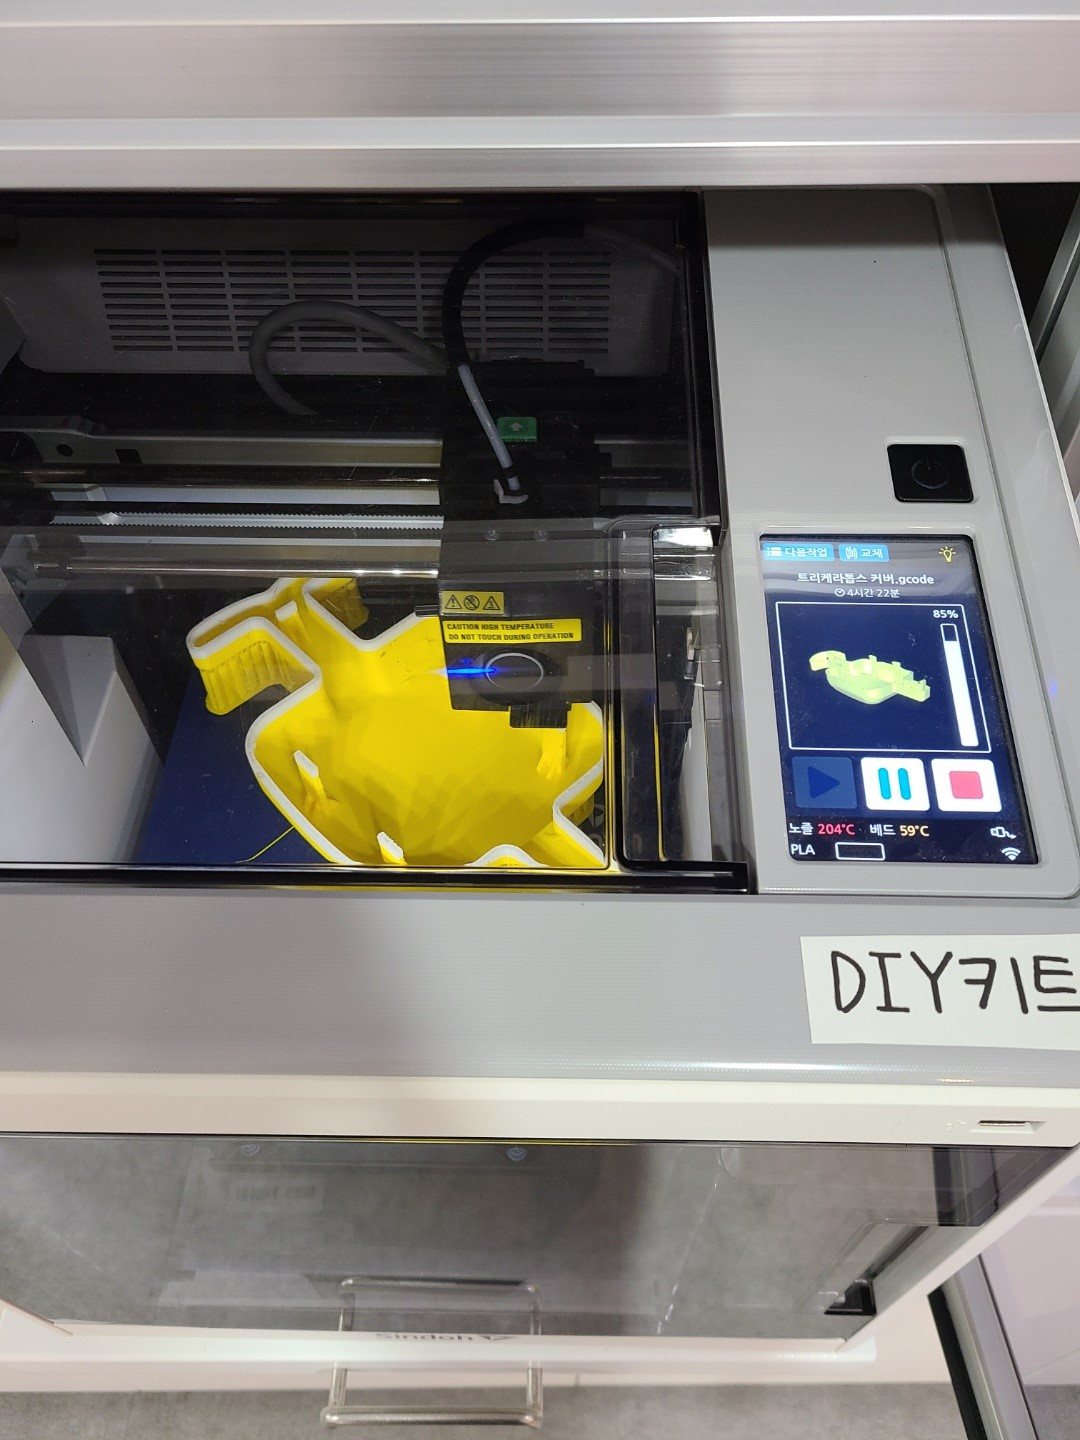 다음작업 교체
트리케라톱스 커버.gcode
4시간 22분
85%
CAUTION HIGH TEMPERATURE
DO NOT TOUCH DURING OPERATION
노즐 204°C 베드 59°C
PLA
DIY키트
Sindoh